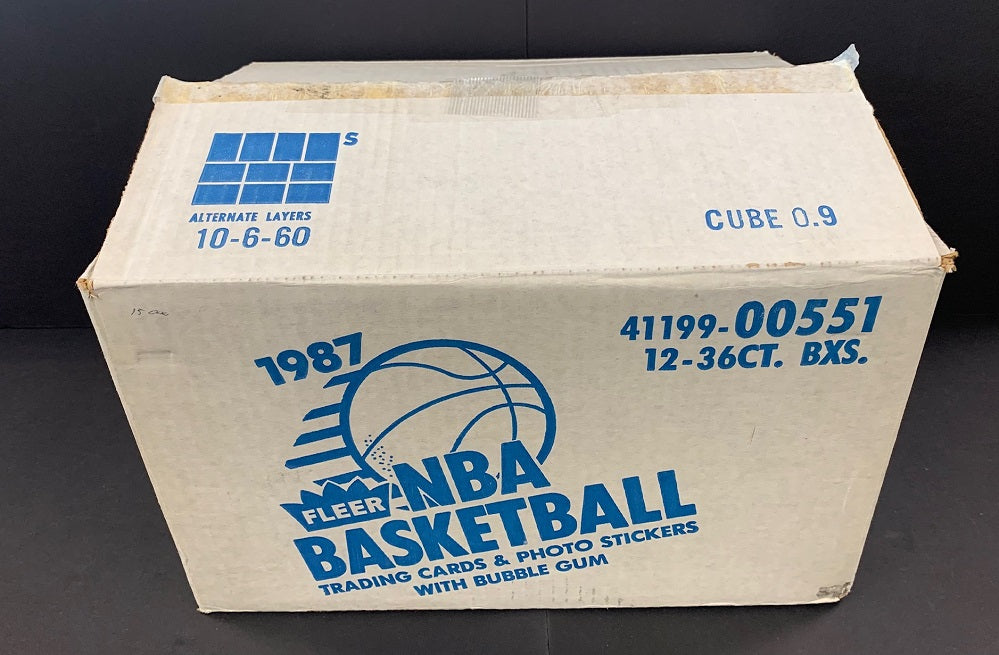 S
ALTERNATE LAYERS
10-6-60
CUBE 0.9
41199-00551
12-36CT. BXS.
1987
FLEER NBA
BASKETBALL
TRADING CARDS & PHOTO STICKERS
WITH BUBBLE GUM